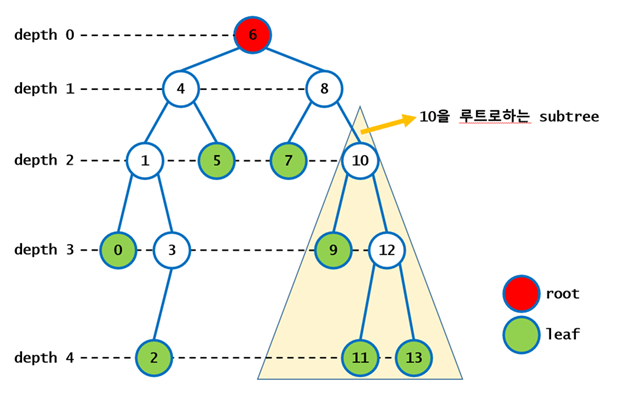 depth 0 6
depth 1 4 8
10을 루트로하는 subtree
depth 2 1 5 7 10
depth 3 0 3 9 12
root
leaf
depth 4 2 11 13